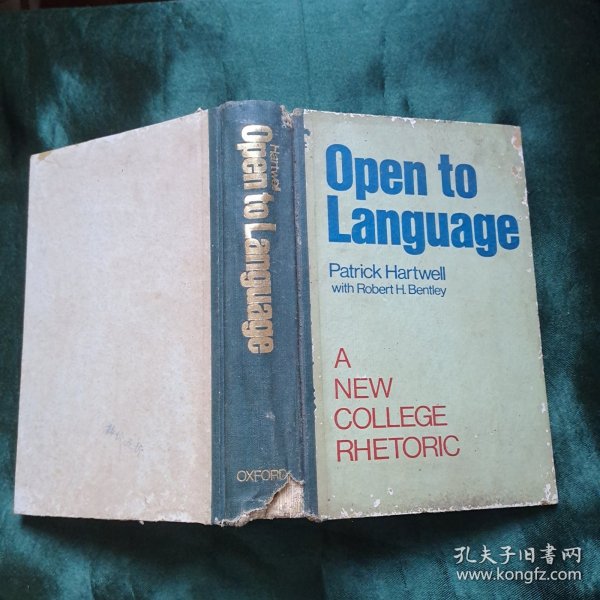 Hartwell
Open to Language
OXFORD
Open to
Language
Patrick Hartwell
with Robert H. Bentley
A
NEW
COLLEGE
RHETORIC
孔夫子旧书网
www.kongfz.com